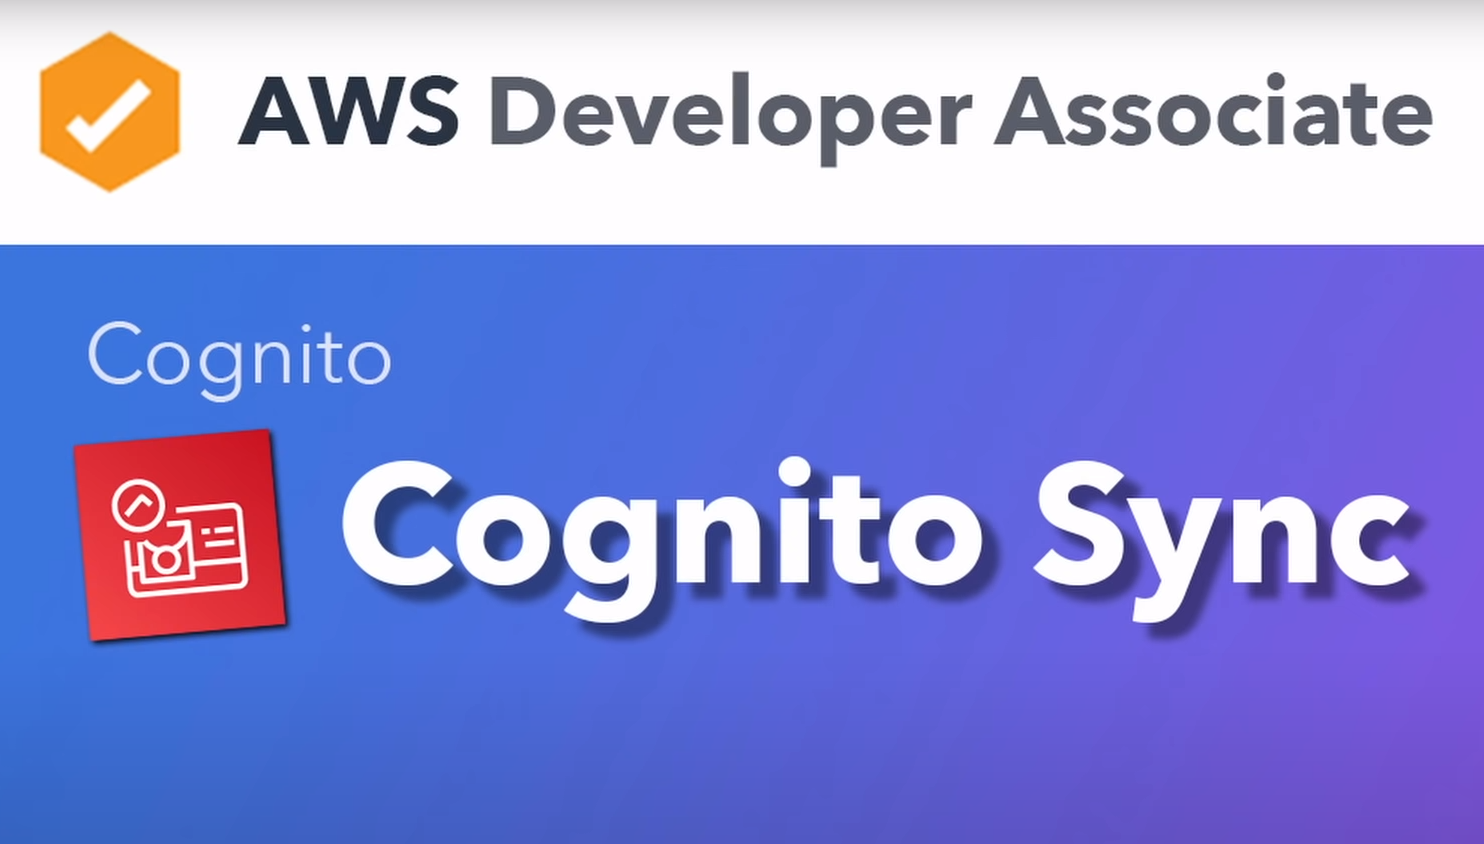 AWS Developer Associate
Cognito
Cognito Sync